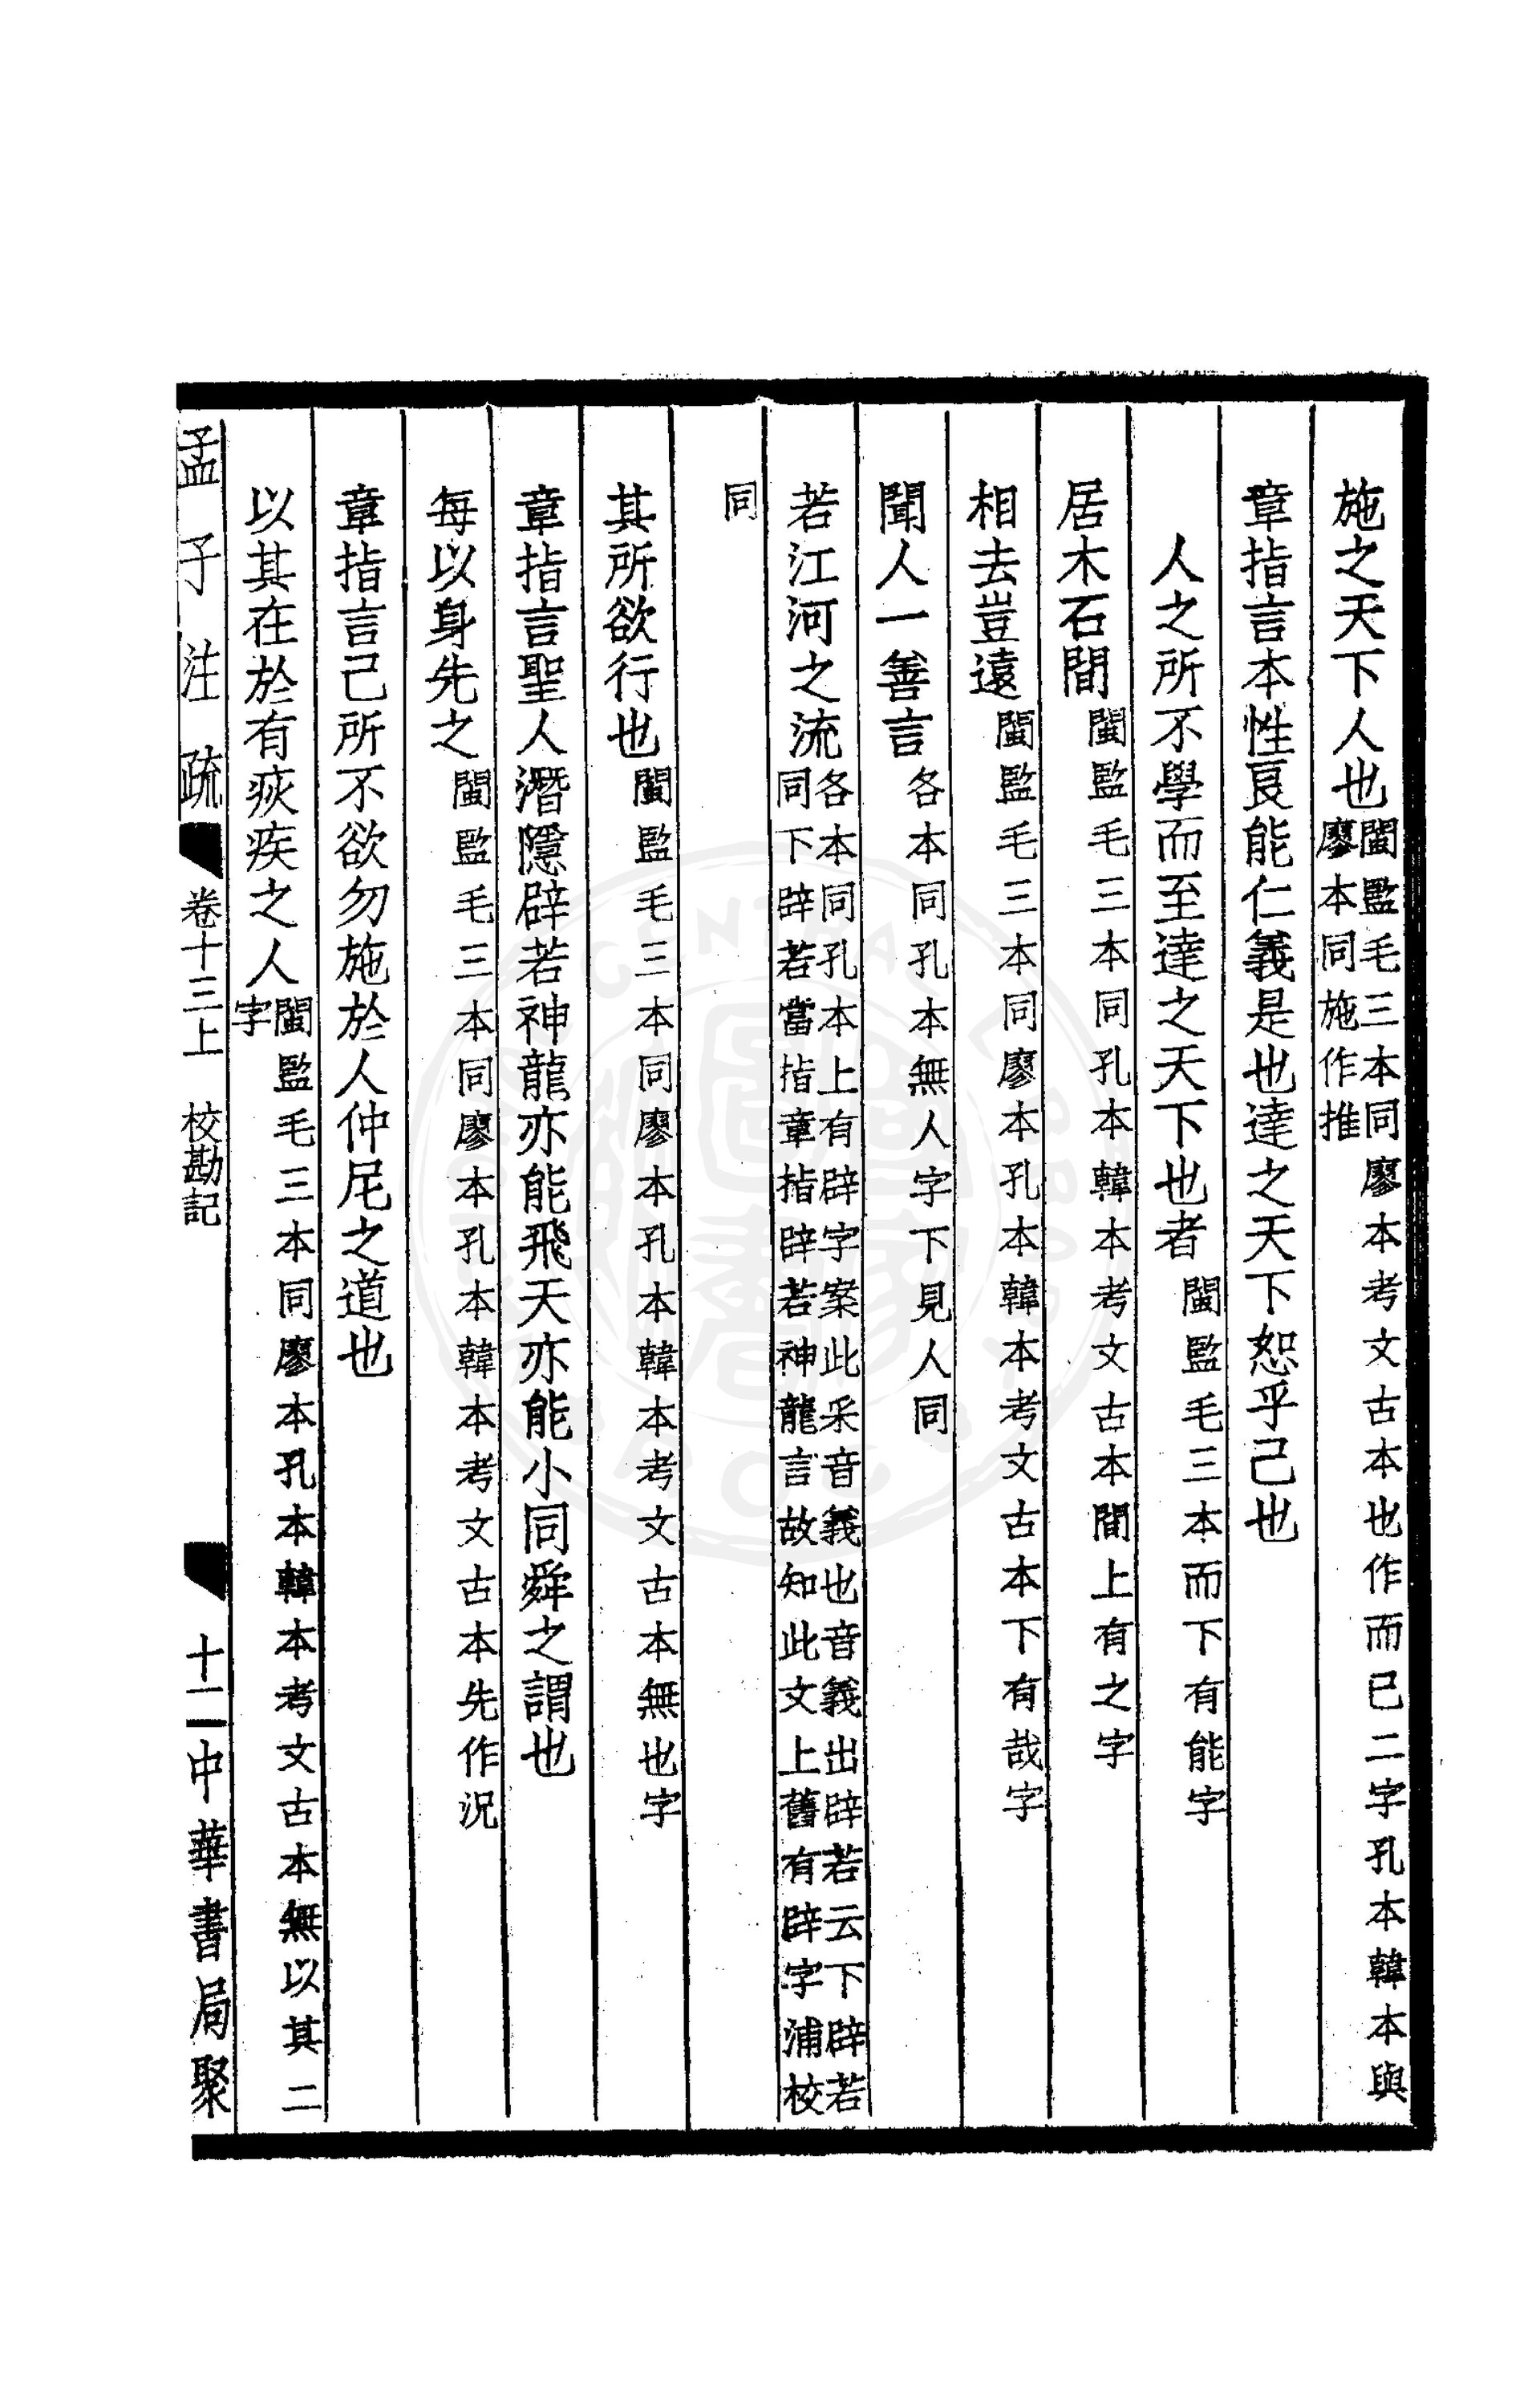 施之天下人也閩監毛三本同廖本考文古本也作而已二字孔本韓本與廖本同施作推
章指言本性良能仁義是也達之天下恕乎己也
人之所不學而至達之天下也者閩監毛三本而下有能字
居木石間閩監毛三本同孔本韓本考文古本間上有之字
相去豈遠閩監毛三本同廖本孔本韓本考文古本下有哉字
聞人一善言各本同孔本無人字下見人同
若江河之流各本同孔本上有辟字案此采音義也音義出辟若云下辟若同下辟若當指章指辟若神龍言故知此文上舊有辟字浦校
同
其所欲行也閩監毛三本同廖本孔本韓本考文古本無也字
章指言聖人潛隱辟若神龍亦能飛天亦能小同舜之謂也
每以身先之閩監毛三本同廖本孔本韓本考文古本先作況
章指言己所不欲勿施於人仲尼之道也
以其在於有疢疾之人閩監毛三本同廖本孔本韓本考文古本無以其二字
孟子注疏 卷十三上 校勘記 十二 中華書局聚